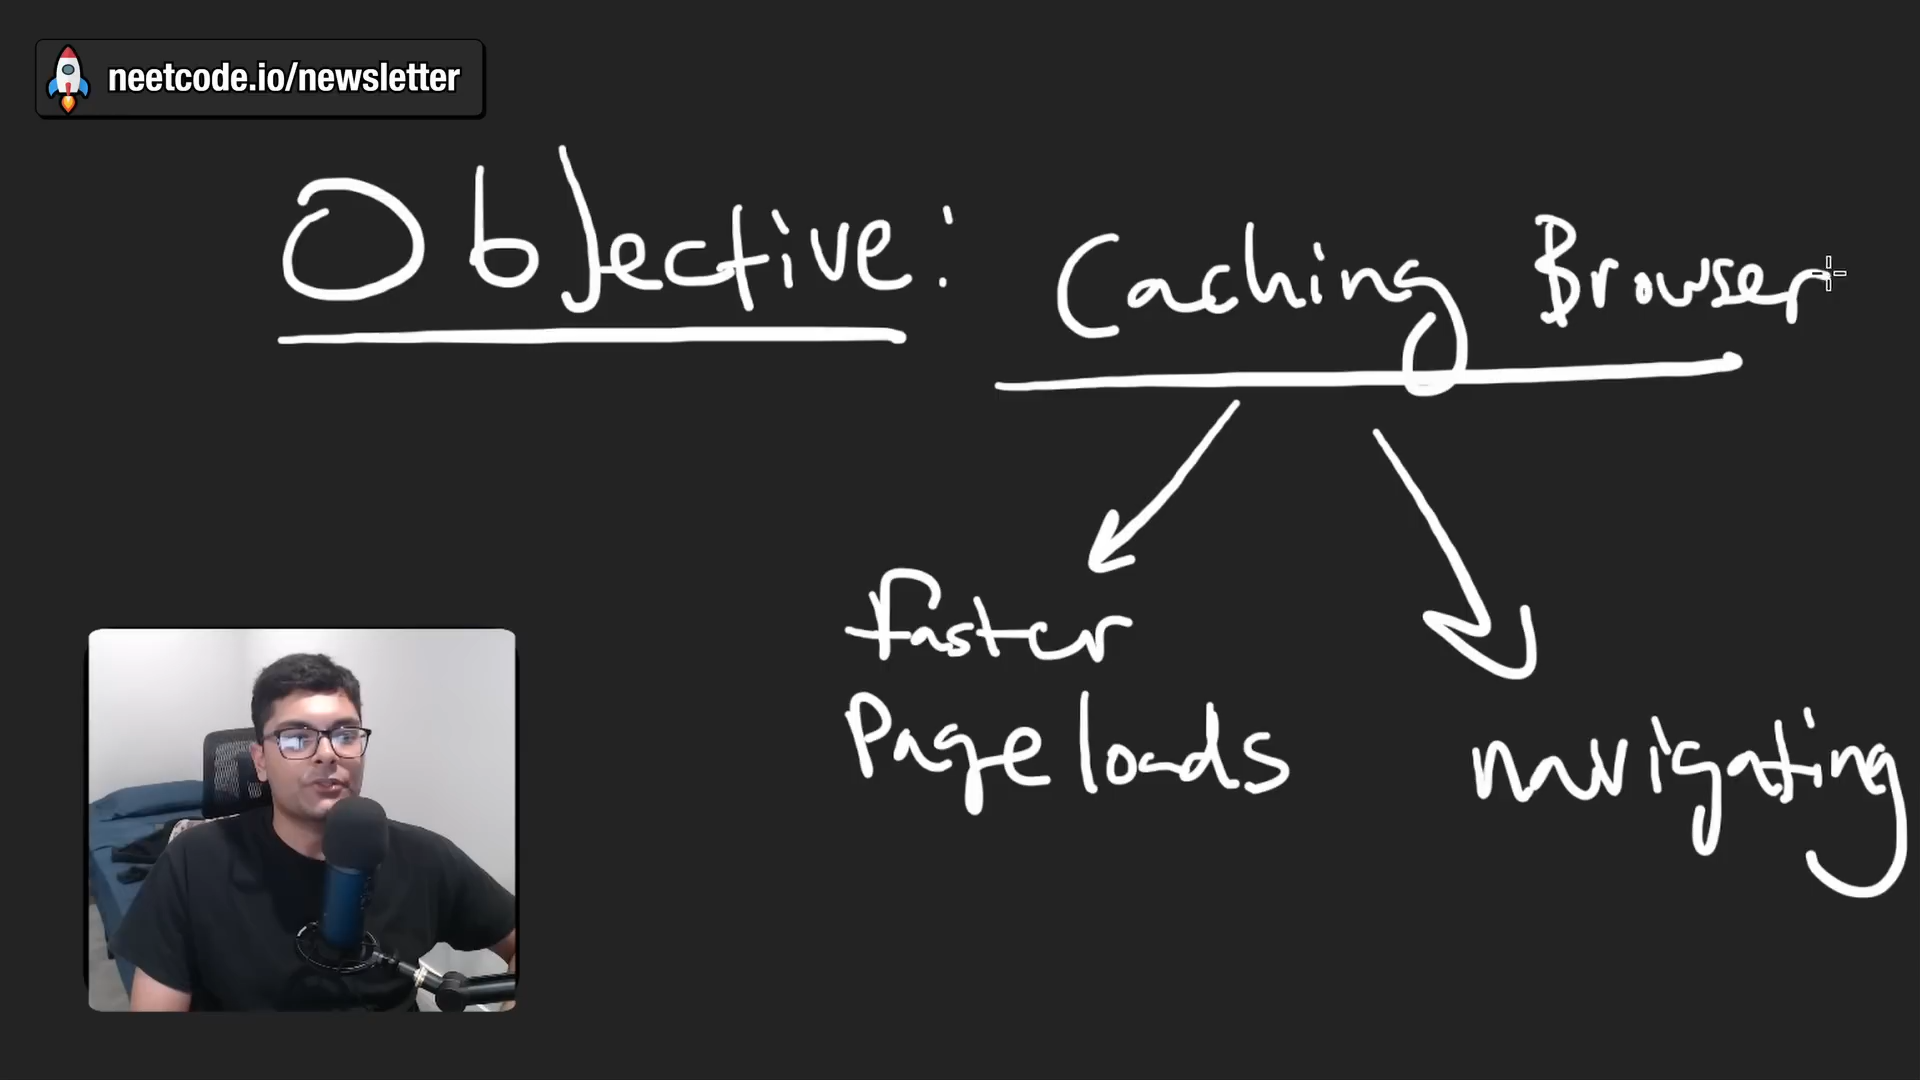 neetcode.io/newsletter
Objective: Caching Browser
faster
Page loads
navigating